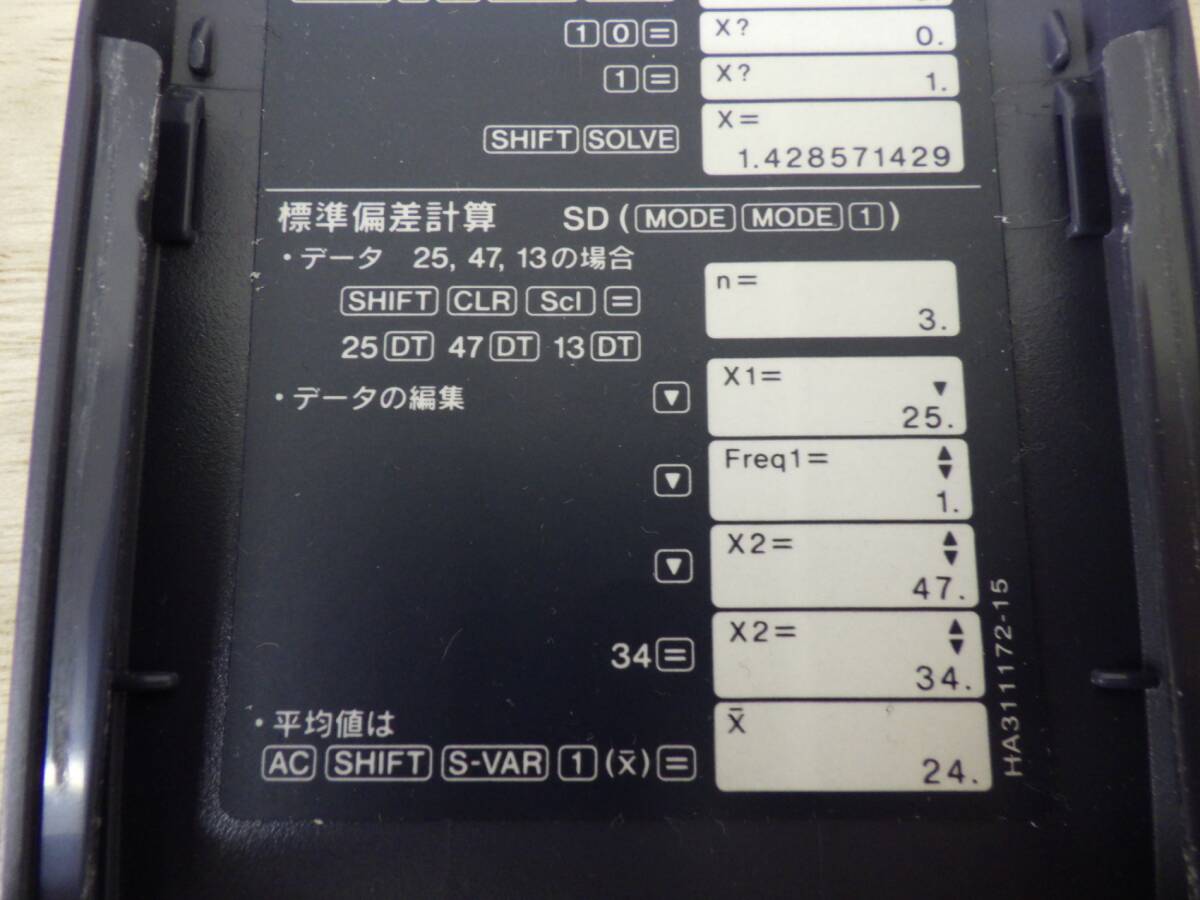 1 0 = X? 0.
1 = X? 1.
SHIFT SOLVE X=
1.428571429
標準偏差計算 SD (MODE MODE 1)
・データ 25, 47, 13の場合
SHIFT CLR Scl =
n=
3.
25 DT 47 DT 13 DT
・データの編集 ▼ X1= ▼
25.
▼ Freq1= ▲▼
1.
▼ X2= ▲▼
47.
34 = X2= ▲▼
34.
・平均値は
AC SHIFT S-VAR 1 (x̄) =
x̄
24.
HA311172-15